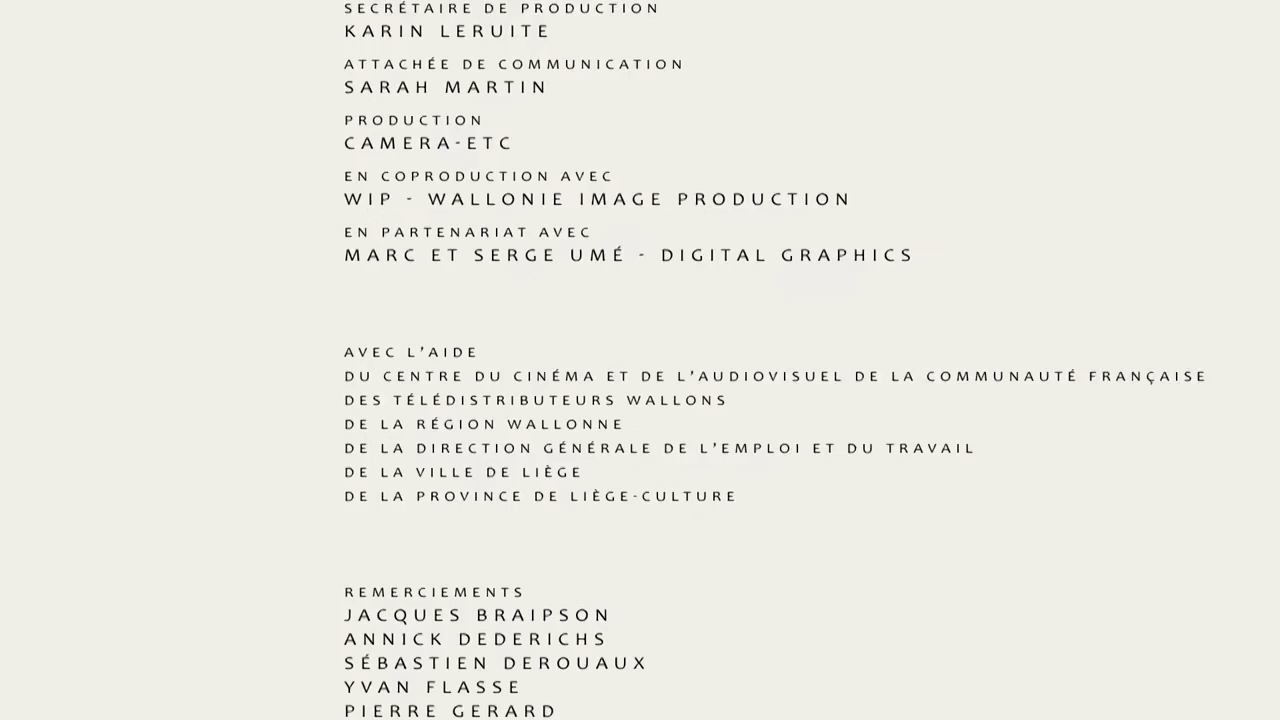 SECRÉTAIRE DE PRODUCTION
KARIN LERUITE
ATTACHÉE DE COMMUNICATION
SARAH MARTIN
PRODUCTION
CAMERA-ETC
EN COPRODUCTION AVEC
WIP - WALLONIE IMAGE PRODUCTION
EN PARTENARIAT AVEC
MARC ET SERGE UMÉ - DIGITAL GRAPHICS
AVEC L’AIDE
DU CENTRE DU CINÉMA ET DE L’AUDIOVISUEL DE LA COMMUNAUTÉ FRANÇAISE
DES TÉLÉDISTRIBUTEURS WALLONS
DE LA RÉGION WALLONNE
DE LA DIRECTION GÉNÉRALE DE L’EMPLOI ET DU TRAVAIL
DE LA VILLE DE LIÈGE
DE LA PROVINCE DE LIÈGE-CULTURE
REMERCIEMENTS
JACQUES BRAIPSON
ANNICK DEDERICHS
SÉBASTIEN DEROUAUX
YVAN FLASSE
PIERRE GERARD